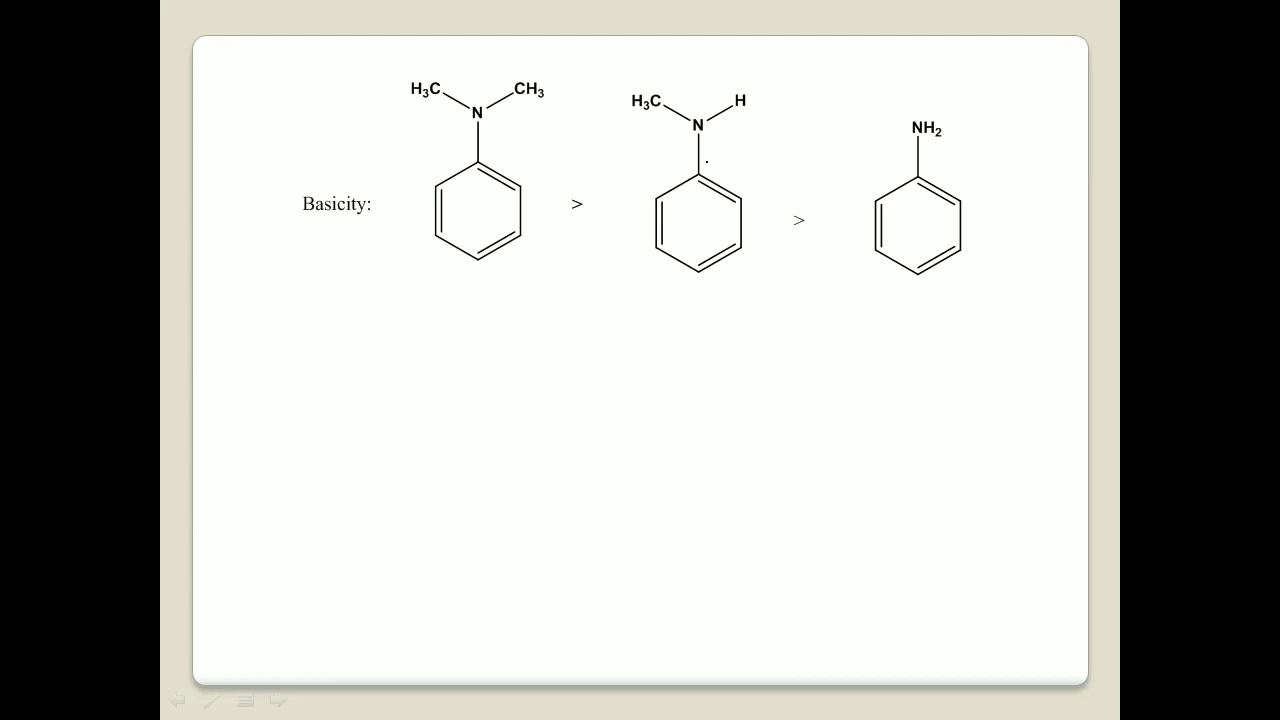 H₃C CH₃
N
H₃C H
N
NH₂
Basicity: > >